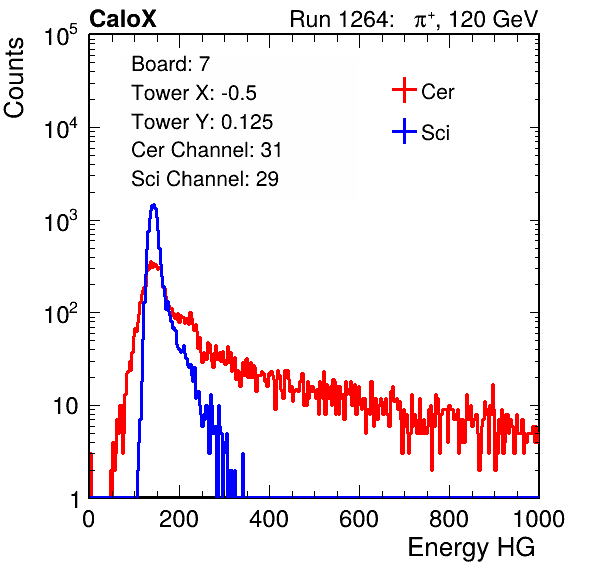 CaloX Run 1264: π⁺, 120 GeV
Board: 7
Tower X: -0.5
Tower Y: 0.125
Cer Channel: 31
Sci Channel: 29
Cer
Sci
Counts
10⁵
10⁴
10³
10²
10
1
0 200 400 600 800 1000
Energy HG